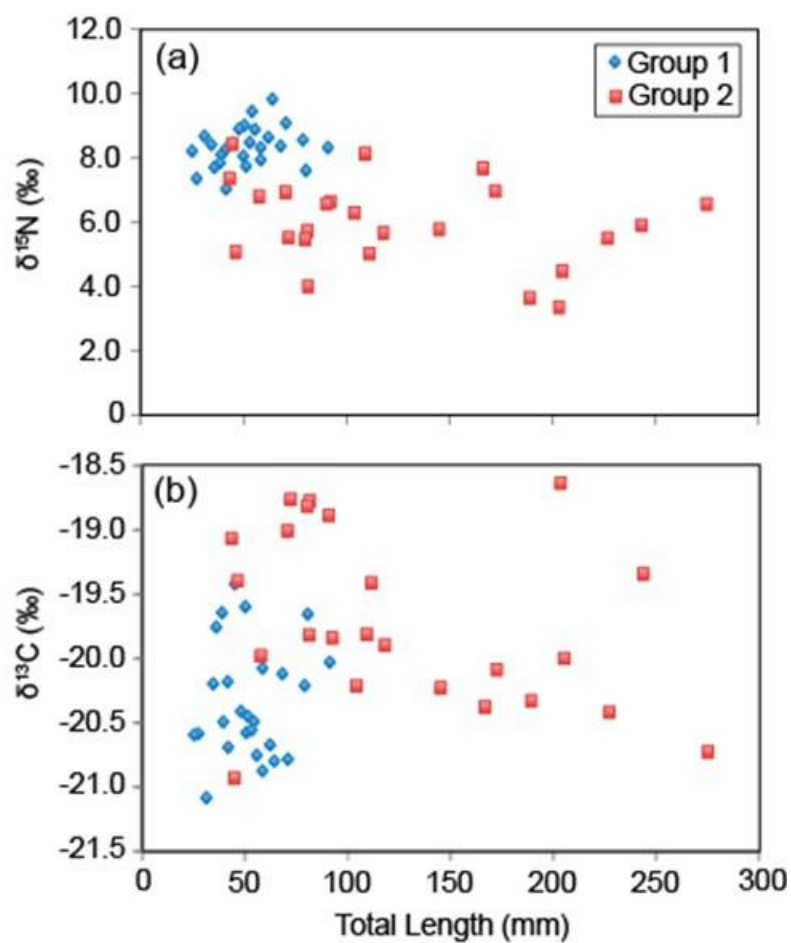 (a)
Group 1
Group 2
12.0
10.0
8.0
6.0
4.0
2.0
0
δ¹⁵N (‰)
(b)
-18.5
-19.0
-19.5
-20.0
-20.5
-21.0
-21.5
δ¹³C (‰)
0 50 100 150 200 250 300
Total Length (mm)